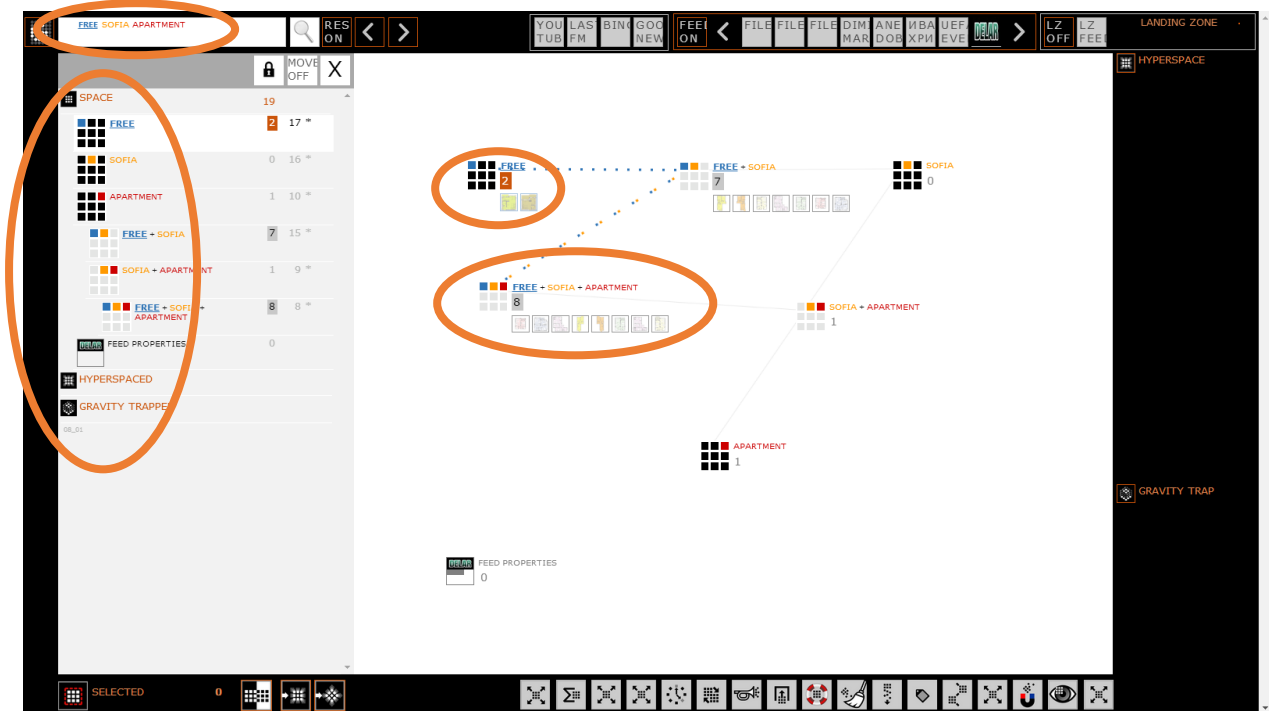 FREE SOFIA APARTMENT
RES ON
YOU TUB
LAS FM
BING
GOO NEW
FEEI ON
FILE
FILE
FILE
DIMI MAR
ANE DOB
ИВА ХРИ
UEF EVE
DELAR
LZ OFF
LZ FEEI
LANDING ZONE
MOVE OFF
X
SPACE 19
FREE 2 17 *
SOFIA 0 16 *
APARTMENT 1 10 *
FREE + SOFIA 7 15 *
SOFIA + APARTMENT 1 9 *
FREE + SOFIA + APARTMENT 8 8 *
FEED PROPERTIES 0
HYPERSPACED
GRAVITY TRAPPED
FREE
2
FREE + SOFIA
7
SOFIA
0
FREE + SOFIA + APARTMENT
8
SOFIA + APARTMENT
1
APARTMENT
1
FEED PROPERTIES
0
HYPERSPACE
GRAVITY TRAP
SELECTED 0